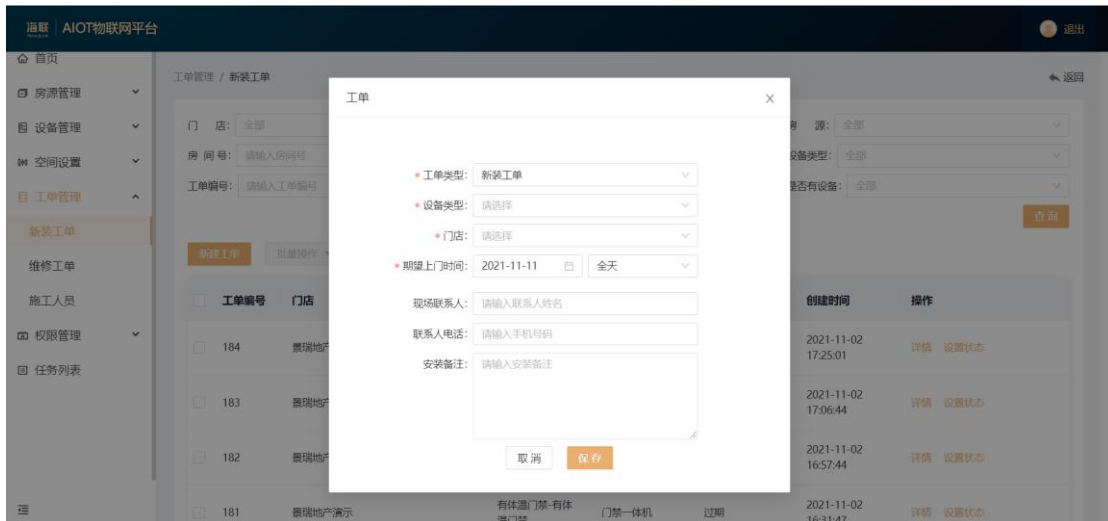 海联 AIOT物联网平台 退出
首页
工单管理 / 新装工单 返回
房源管理
设备管理
空间设置
工单管理
新装工单
维修工单
施工人员
权限管理
任务列表
门 店: 全部
源: 全部
房 间 号: 请输入房间号
设备类型: 全部
工单编号: 请输入工单编号
是否有设备: 全部
查 询
新建工单 批量操作
工单
* 工单类型: 新装工单
* 设备类型: 请选择
* 门店: 请选择
* 期望上门时间: 2021-11-11 全天
现场联系人: 请输入联系人姓名
联系人电话: 请输入手机号码
安装备注: 请输入安装备注
取 消 保 存
工单编号 门店 创建时间 操作
184 景瑞地产 2021-11-02 17:25:01 详情 设置状态
183 景瑞地产 2021-11-02 17:06:44 详情 设置状态
182 景瑞地产 2021-11-02 16:57:44 详情 设置状态
181 景瑞地产演示 有体温门禁-有体温门禁 门禁一体机 过期 2021-11-02 16:31:47 详情 设置状态